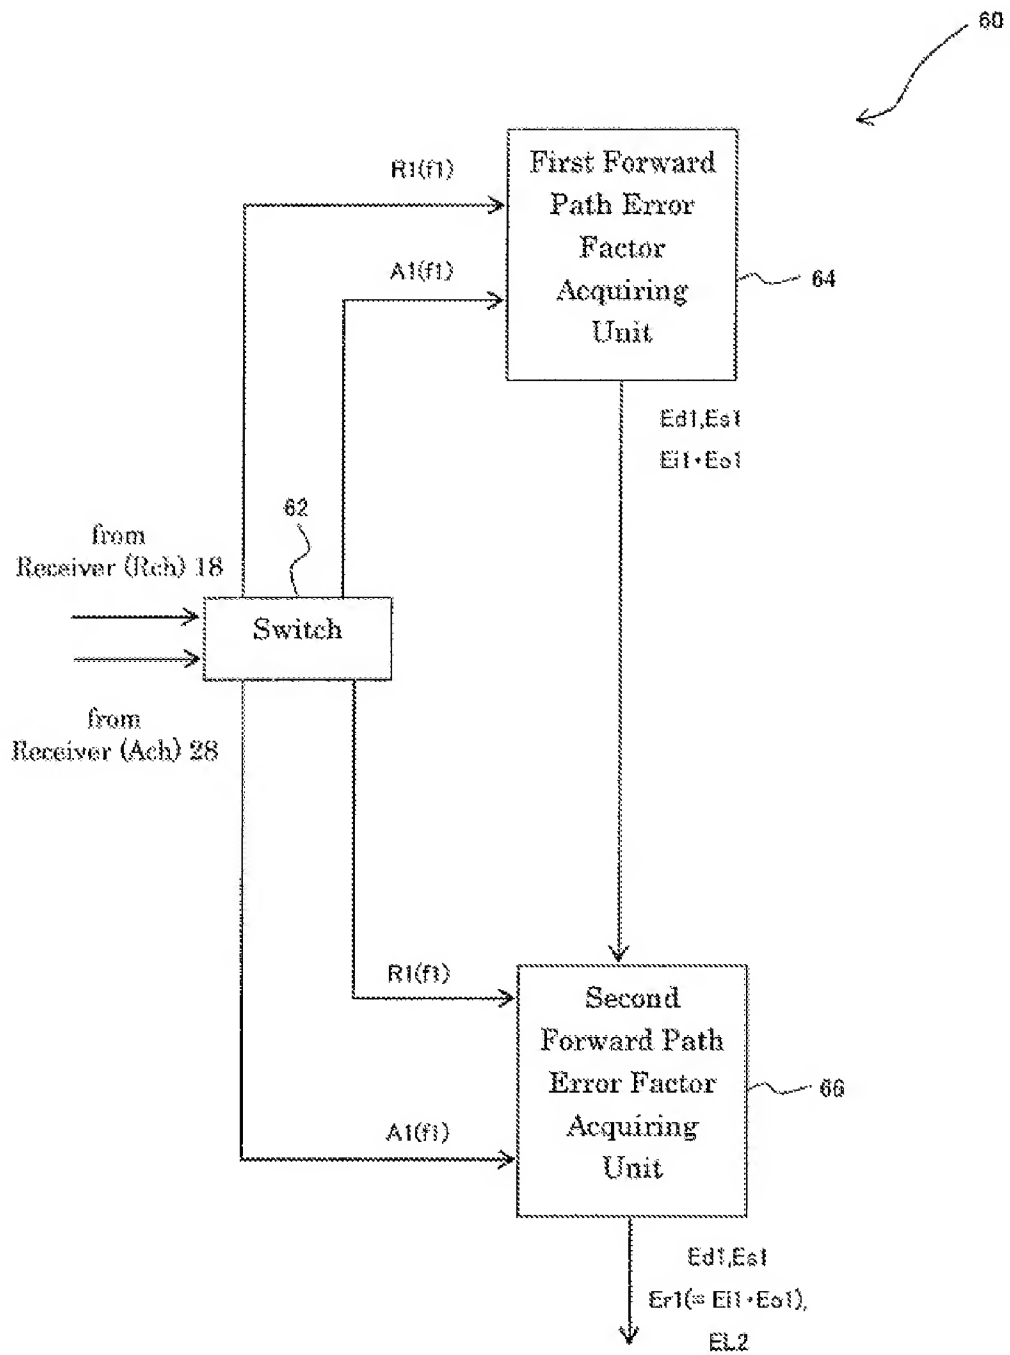 60
R1(f1)
First Forward
Path Error
Factor
Acquiring
Unit
A1(f1)
64
Ed1,Es1
Ei1·Eo1
62
from
Receiver (Rch) 18
Switch
from
Receiver (Ach) 28
R1(f1)
Second
Forward Path
Error Factor
Acquiring
Unit
66
A1(f1)
Ed1,Es1
Er1(= Ei1·Eo1),
EL2